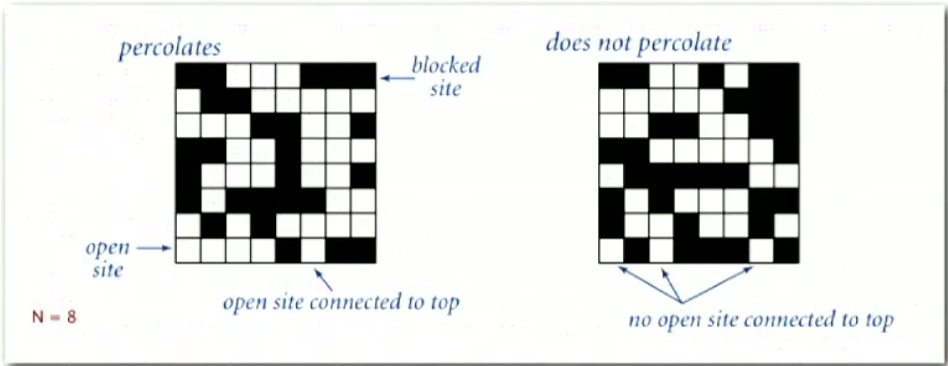 percolates
does not percolate
blocked
site
open
site
open site connected to top
N = 8
no open site connected to top